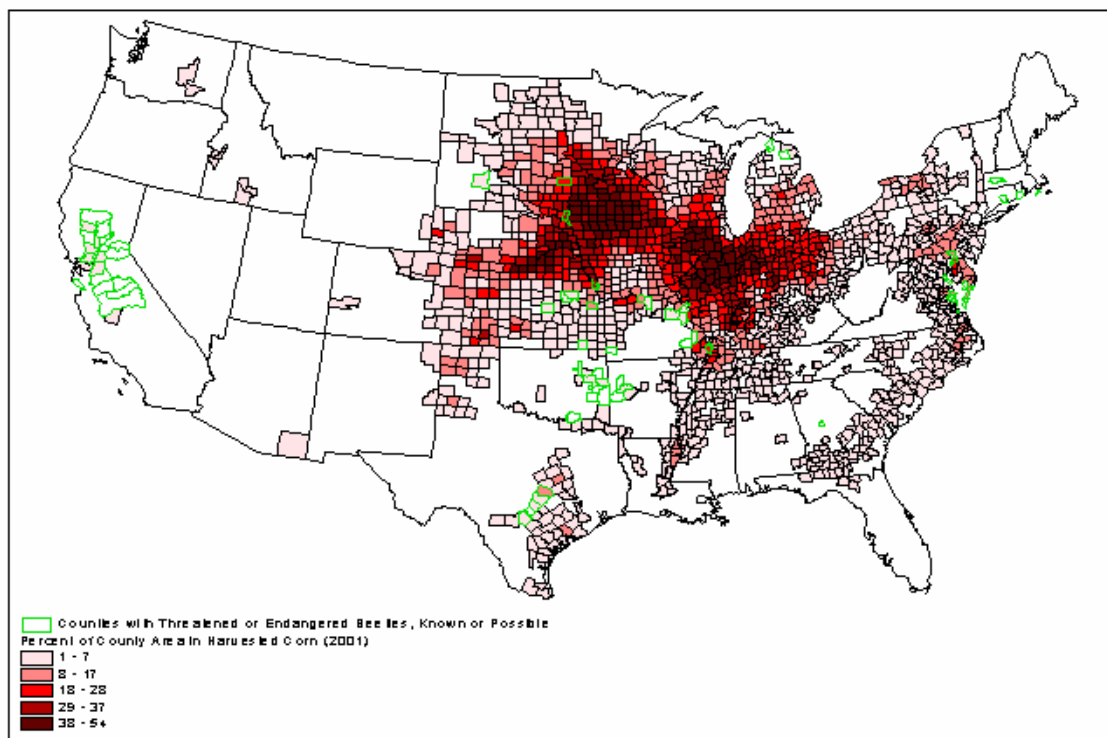 Counties with Threatened or Endangered Beetles, Known or Possible
Percent of County Area in Harvested Corn (2001)
1 - 7
8 - 17
18 - 28
29 - 37
38 - 54